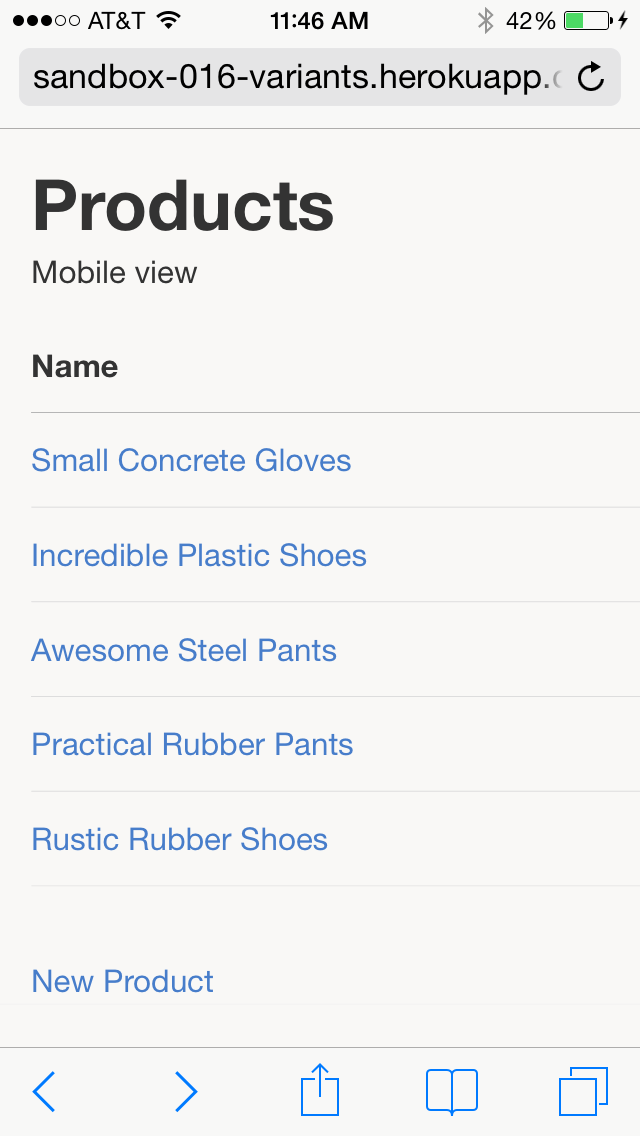 AT&T 11:46 AM 42%
sandbox-016-variants.herokuapp.
Products
Mobile view
Name
Small Concrete Gloves
Incredible Plastic Shoes
Awesome Steel Pants
Practical Rubber Pants
Rustic Rubber Shoes
New Product